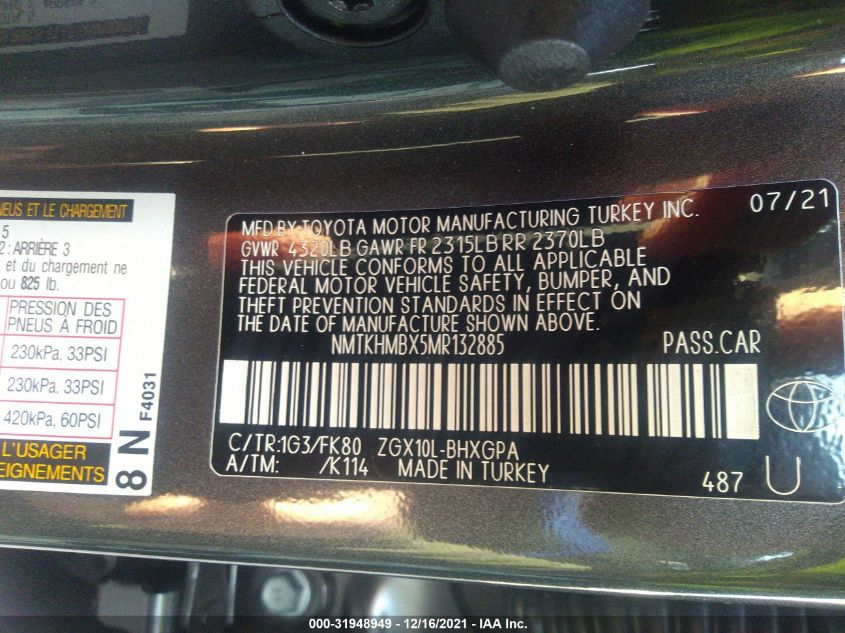 NEUS ET LE CHARGEMENT
5
2 : ARRIÈRE 3
et du chargement ne
ou 825 lb.
PRESSION DES
PNEUS À FROID
230kPa, 33PSI
230kPa, 33PSI
420kPa, 60PSI
L'USAGER
EIGNEMENTS
8 N F4031
MFD.BY TOYOTA MOTOR MANUFACTURING TURKEY INC. 07/21
GVWR 4320LB GAWR FR 2315LB RR 2370LB
THIS VEHICLE CONFORMS TO ALL APPLICABLE
FEDERAL MOTOR VEHICLE SAFETY, BUMPER, AND
THEFT PREVENTION STANDARDS IN EFFECT ON
THE DATE OF MANUFACTURE SHOWN ABOVE.
NMTKHMBX5MR132885 PASS.CAR
C/TR:1G3/FK80 ZGX10L-BHXGPA
A/TM: /K114 MADE IN TURKEY
487 U
000-31948949 - 12/16/2021 - IAA Inc.